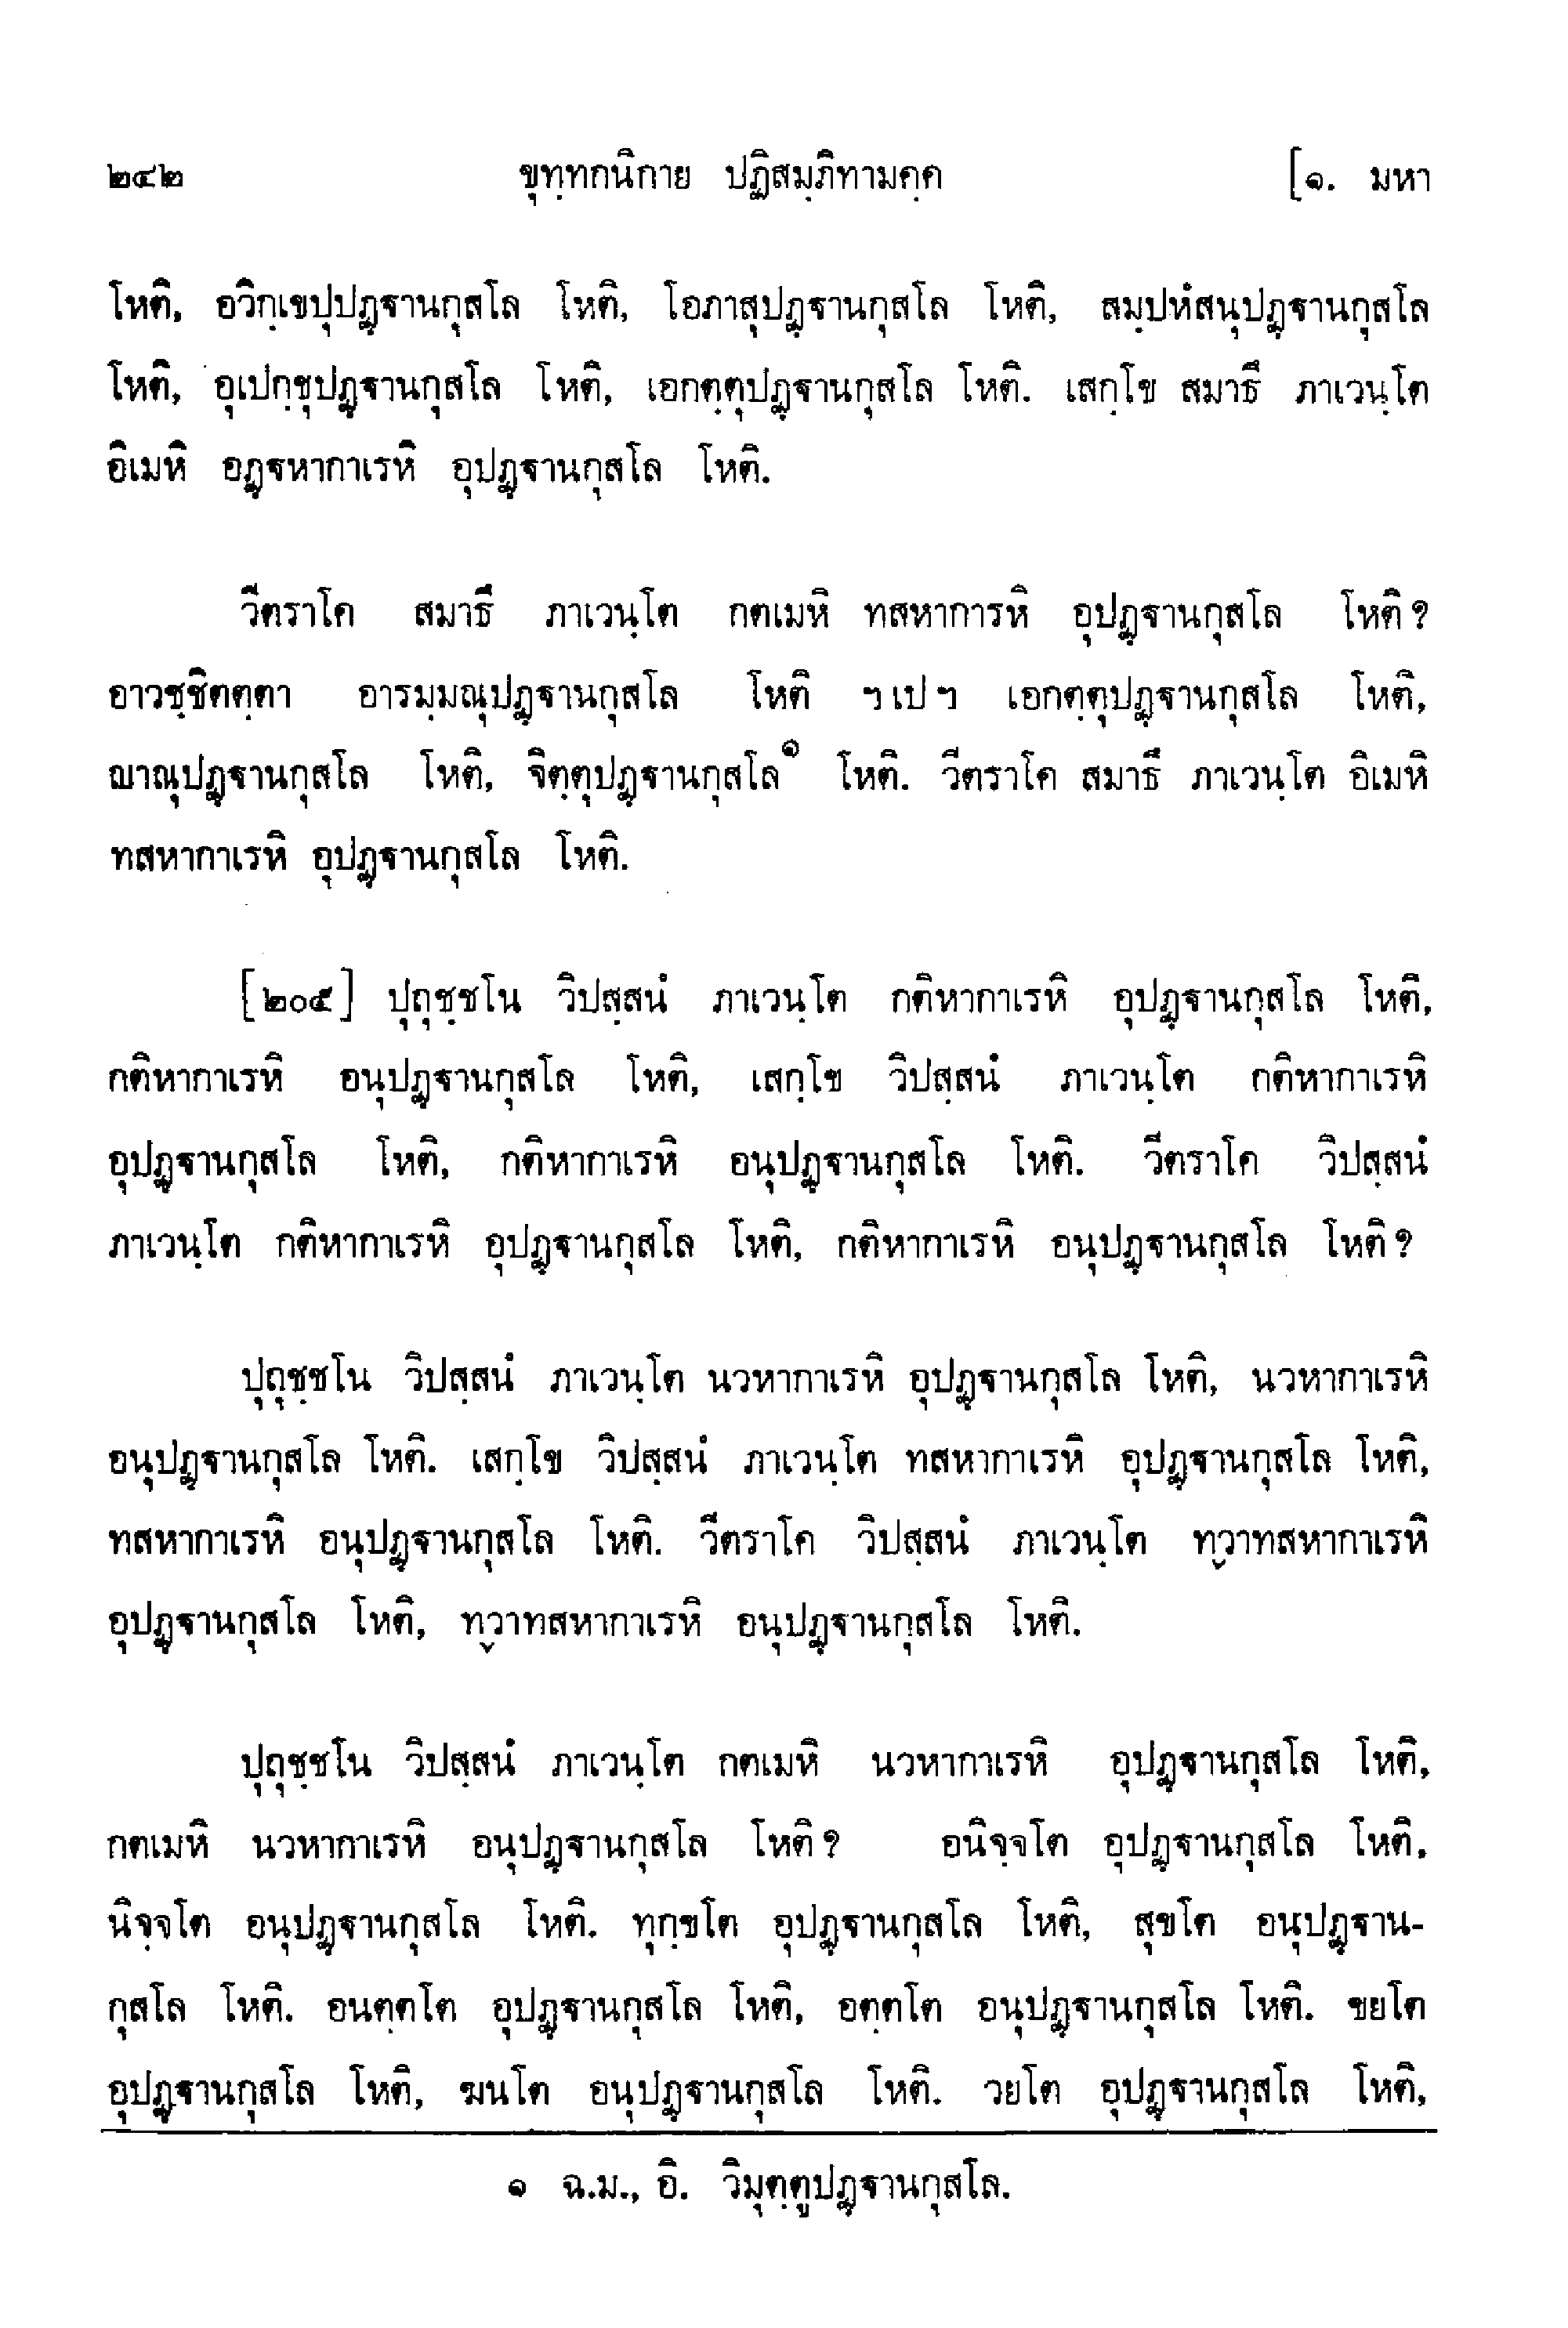 ๒๔๒ ขุทฺทกนิกาย ปฏิสมฺภิทามคฺค [๑. มหา
โหติ, อวิกฺเขปุปฏฺฐานกุสโล โหติ, โอภาสุปฏฺฐานกุสโล โหติ, สมฺปหํสนุปฏฺฐานกุสโล
โหติ, อุเปกฺขุปฏฺฐานกุสโล โหติ, เอกตฺตุปฏฺฐานกุสโล โหติ. เสกฺโข สมาธึ ภาเวนฺโต
อิเมหิ อฏฺฐหากาเรหิ อุปฏฺฐานกุสโล โหติ.
วีตราโค สมาธึ ภาเวนฺโต กตเมหิ ทสหาการหิ อุปฏฺฐานกุสโล โหติ ?
อาวชฺชิตตฺตา อารมฺมณุปฏฺฐานกุสโล โหติ ฯ เป ฯ เอกตฺตุปฏฺฐานกุสโล โหติ,
ญาณุปฏฺฐานกุสโล โหติ, จิตฺตุปฏฺฐานกุสโล๑ โหติ. วีตราโค สมาธึ ภาเวนฺโต อิเมหิ
ทสหากาเรหิ อุปฏฺฐานกุสโล โหติ.
[๒๐๕] ปุถุชฺชโน วิปสฺสนํ ภาเวนฺโต กติหากาเรหิ อุปฏฺฐานกุสโล โหติ,
กติหากาเรหิ อนุปฏฺฐานกุสโล โหติ, เสกฺโข วิปสฺสนํ ภาเวนฺโต กติหากาเรหิ
อุปฏฺฐานกุสโล โหติ, กติหากาเรหิ อนุปฏฺฐานกุสโล โหติ. วีตราโค วิปสฺสนํ
ภาเวนฺโต กติหากาเรหิ อุปฏฺฐานกุสโล โหติ, กติหากาเรหิ อนุปฏฺฐานกุสโล โหติ ?
ปุถุชฺชโน วิปสฺสนํ ภาเวนฺโต นวหากาเรหิ อุปฏฺฐานกุสโล โหติ, นวหากาเรหิ
อนุปฏฺฐานกุสโล โหติ. เสกฺโข วิปสฺสนํ ภาเวนฺโต ทสหากาเรหิ อุปฏฺฐานกุสโล โหติ,
ทสหากาเรหิ อนุปฏฺฐานกุสโล โหติ. วีตราโค วิปสฺสนํ ภาเวนฺโต ทฺวาทสหากาเรหิ
อุปฏฺฐานกุสโล โหติ, ทฺวาทสหากาเรหิ อนุปฏฺฐานกุสโล โหติ.
ปุถุชฺชโน วิปสฺสนํ ภาเวนฺโต กตเมหิ นวหากาเรหิ อุปฏฺฐานกุสโล โหติ,
กตเมหิ นวหากาเรหิ อนุปฏฺฐานกุสโล โหติ ? อนิจฺจโต อุปฏฺฐานกุสโล โหติ,
นิจฺจโต อนุปฏฺฐานกุสโล โหติ. ทุกฺขโต อุปฏฺฐานกุสโล โหติ, สุขโต อนุปฏฺฐาน-
กุสโล โหติ. อนตฺตโต อุปฏฺฐานกุสโล โหติ, อตฺตโต อนุปฏฺฐานกุสโล โหติ. ขยโต
อุปฏฺฐานกุสโล โหติ, ฆนโต อนุปฏฺฐานกุสโล โหติ. วยโต อุปฏฺฐานกุสโล โหติ,
๑ ฉ.ม., อิ. วิมุตฺตูปฏฺฐานกุสโล.